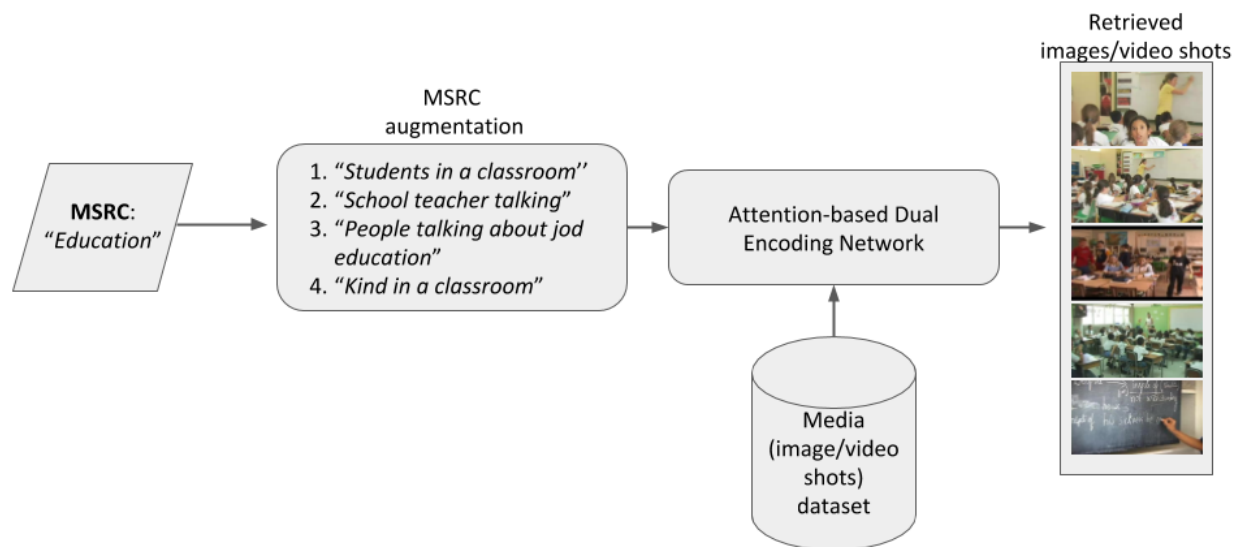 Retrieved
images/video shots
MSRC
augmentation
MSRC:
“Education”
1. “Students in a classroom’’
2. “School teacher talking”
3. “People talking about jod
education”
4. “Kind in a classroom”
Attention-based Dual
Encoding Network
Media
(image/video
shots)
dataset